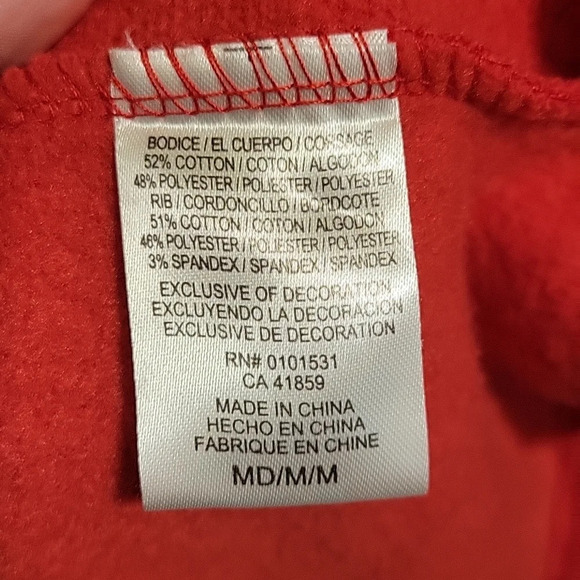 BODICE / EL CUERPO / CORSAGE
52% COTTON / COTON / ALGODON
48% POLYESTER / POLIESTER / POLYESTER
RIB / CORDONCILLO / BORDCOTE
51% COTTON / COTON / ALGODON
46% POLYESTER / POLIESTER / POLYESTER
3% SPANDEX / SPANDEX / SPANDEX
EXCLUSIVE OF DECORATION
EXCLUYENDO LA DECORACION
EXCLUSIVE DE DECORATION
RN# 0101531
CA 41859
MADE IN CHINA
HECHO EN CHINA
FABRIQUE EN CHINE
MD/M/M